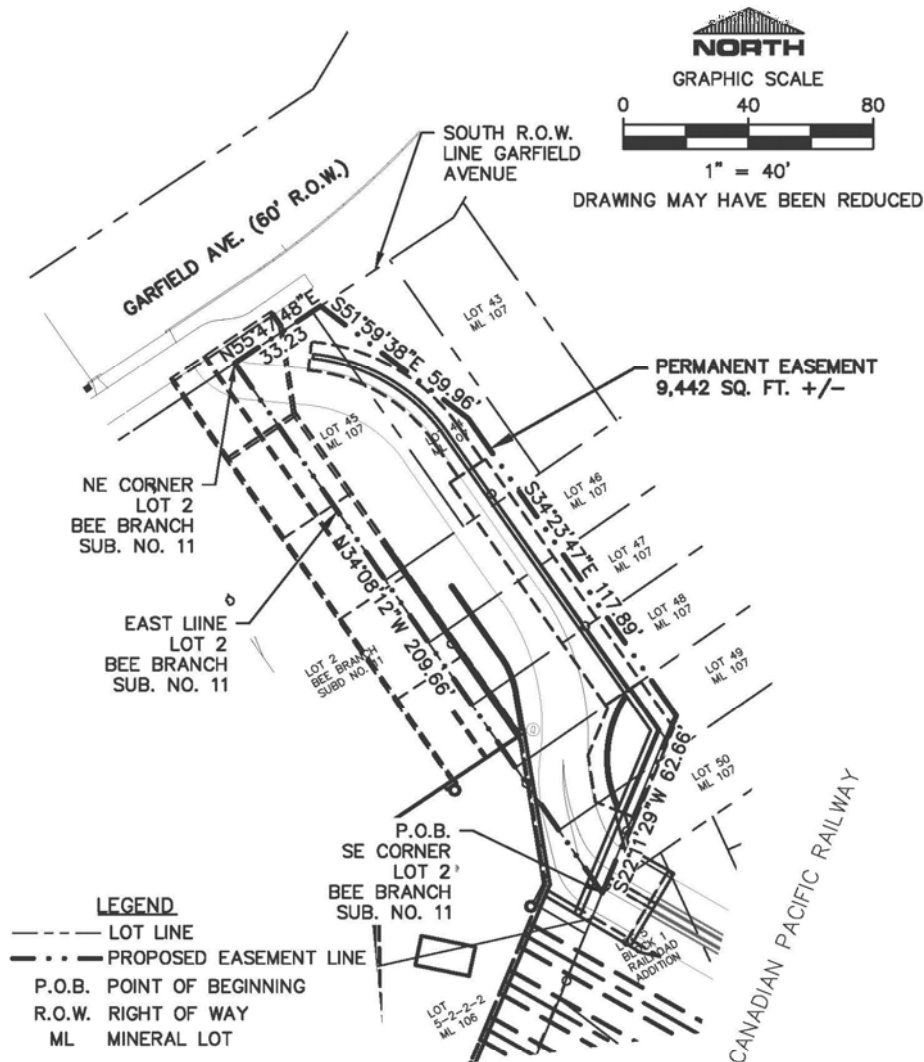 NORTH
GRAPHIC SCALE
0 40 80
1" = 40'
DRAWING MAY HAVE BEEN REDUCED
SOUTH R.O.W.
LINE GARFIELD
AVENUE
GARFIELD AVE. (60' R.O.W.)
N55°47'48"E
33.23
S51°59'38"E 59.96'
LOT 43
ML 107
PERMANENT EASEMENT
9,442 SQ. FT. +/-
LOT 45
ML 107
LOT 46
ML 107
S34°23'47"E 117.89'
LOT 47
ML 107
LOT 48
ML 107
LOT 49
ML 107
LOT 50
ML 107
NE CORNER
LOT 2
BEE BRANCH
SUB. NO. 11
N34°08'12"W 209.66'
EAST LIINE
LOT 2
BEE BRANCH
SUB. NO. 11
LOT 2
BEE BRANCH
SUBD NO. 11
S22°11'29"W 62.66'
P.O.B.
SE CORNER
LOT 2
BEE BRANCH
SUB. NO. 11
BLOCK 1
RAILROAD
ADDITION
CANADIAN PACIFIC RAILWAY
LOT
5-2-2-2
ML 106
LEGEND
LOT LINE
PROPOSED EASEMENT LINE
P.O.B. POINT OF BEGINNING
R.O.W. RIGHT OF WAY
ML MINERAL LOT